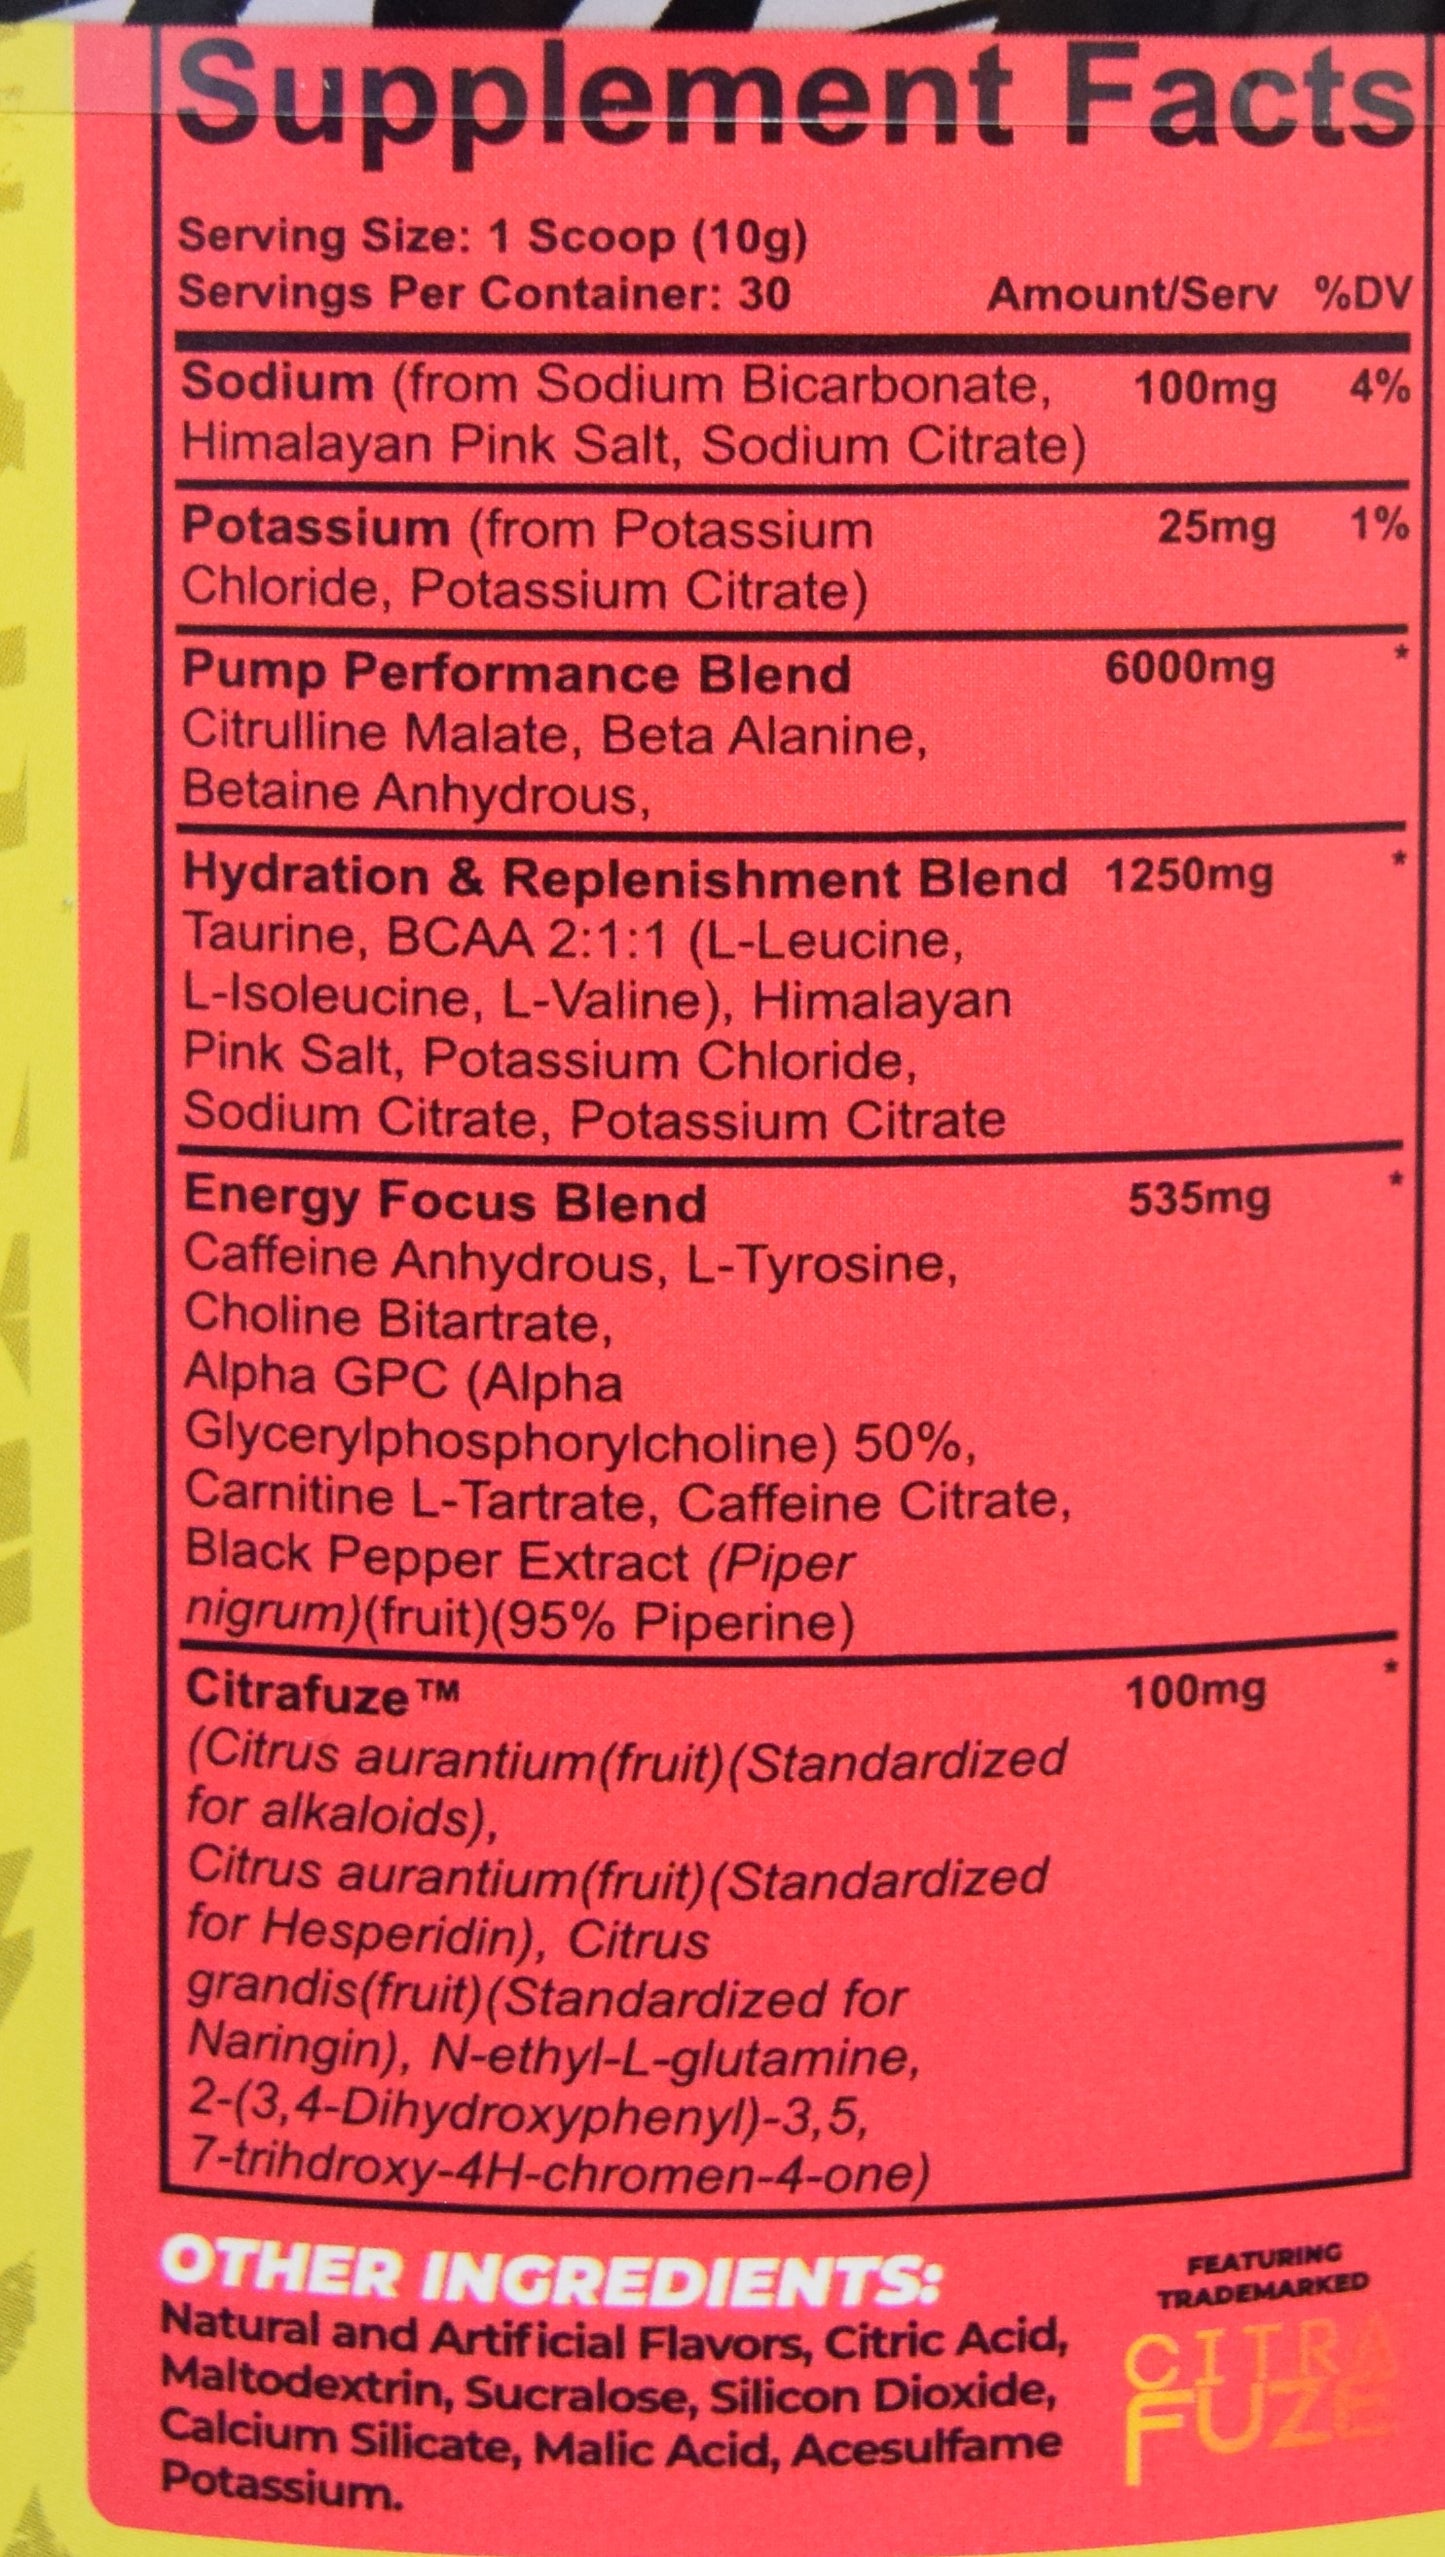 Supplement Facts
Serving Size: 1 Scoop (10g)
Servings Per Container: 30 Amount/Serv %DV
Sodium (from Sodium Bicarbonate, 100mg 4%
Himalayan Pink Salt, Sodium Citrate)
Potassium (from Potassium 25mg 1%
Chloride, Potassium Citrate)
Pump Performance Blend 6000mg *
Citrulline Malate, Beta Alanine,
Betaine Anhydrous,
Hydration & Replenishment Blend 1250mg *
Taurine, BCAA 2:1:1 (L-Leucine,
L-Isoleucine, L-Valine), Himalayan
Pink Salt, Potassium Chloride,
Sodium Citrate, Potassium Citrate
Energy Focus Blend 535mg *
Caffeine Anhydrous, L-Tyrosine,
Choline Bitartrate,
Alpha GPC (Alpha
Glycerylphosphorylcholine) 50%,
Carnitine L-Tartrate, Caffeine Citrate,
Black Pepper Extract (Piper
nigrum)(fruit)(95% Piperine)
Citrafuze™ 100mg *
(Citrus aurantium(fruit)(Standardized
for alkaloids),
Citrus aurantium(fruit)(Standardized
for Hesperidin), Citrus
grandis(fruit)(Standardized for
Naringin), N-ethyl-L-glutamine,
2-(3,4-Dihydroxyphenyl)-3,5,
7-trihdroxy-4H-chromen-4-one)
OTHER INGREDIENTS:
Natural and Artificial Flavors, Citric Acid,
Maltodextrin, Sucralose, Silicon Dioxide,
Calcium Silicate, Malic Acid, Acesulfame
Potassium.
FEATURING
TRADEMARKED
CITRA
FUZE